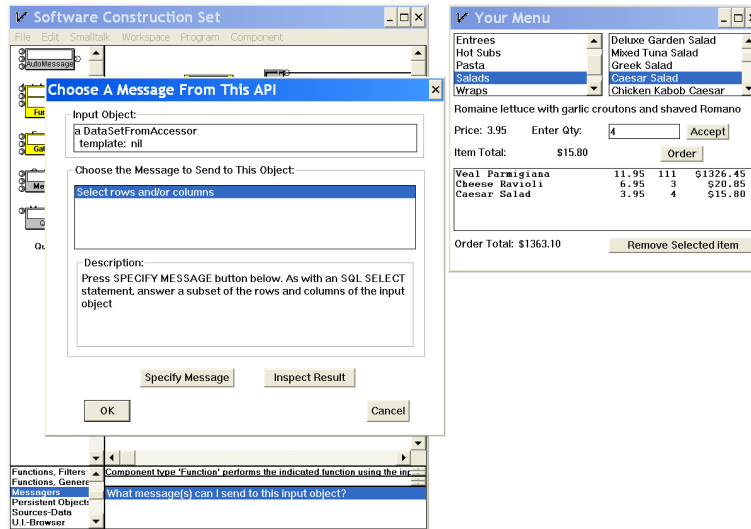 Software Construction Set
File Edit Smalltalk Workspace Program Component
AutoMessage
Choose A Message From This API
Input Object:
a DataSetFromAccessor
template: nil
Choose the Message to Send to This Object:
Select rows and/or columns
Description:
Press SPECIFY MESSAGE button below. As with an SQL SELECT
statement, answer a subset of the rows and columns of the input
object
Specify Message
Inspect Result
OK
Cancel
Functions, Filters
Functions, Genere
Messagers
Persistent Objects
Sources-Data
U.I.-Browser
Component type 'Function' performs the indicated function using the inp
What message(s) can I send to this input object?
Your Menu
Entrees
Hot Subs
Pasta
Salads
Wraps
Deluxe Garden Salad
Mixed Tuna Salad
Greek Salad
Caesar Salad
Chicken Kabob Caesar
Romaine lettuce with garlic croutons and shaved Romano
Price: 3.95 Enter Qty: 4 Accept
Item Total: $15.80 Order
Veal Parmigiana 11.95 111 $1326.45
Cheese Ravioli 6.95 3 $20.85
Caesar Salad 3.95 4 $15.80
Order Total: $1363.10 Remove Selected item